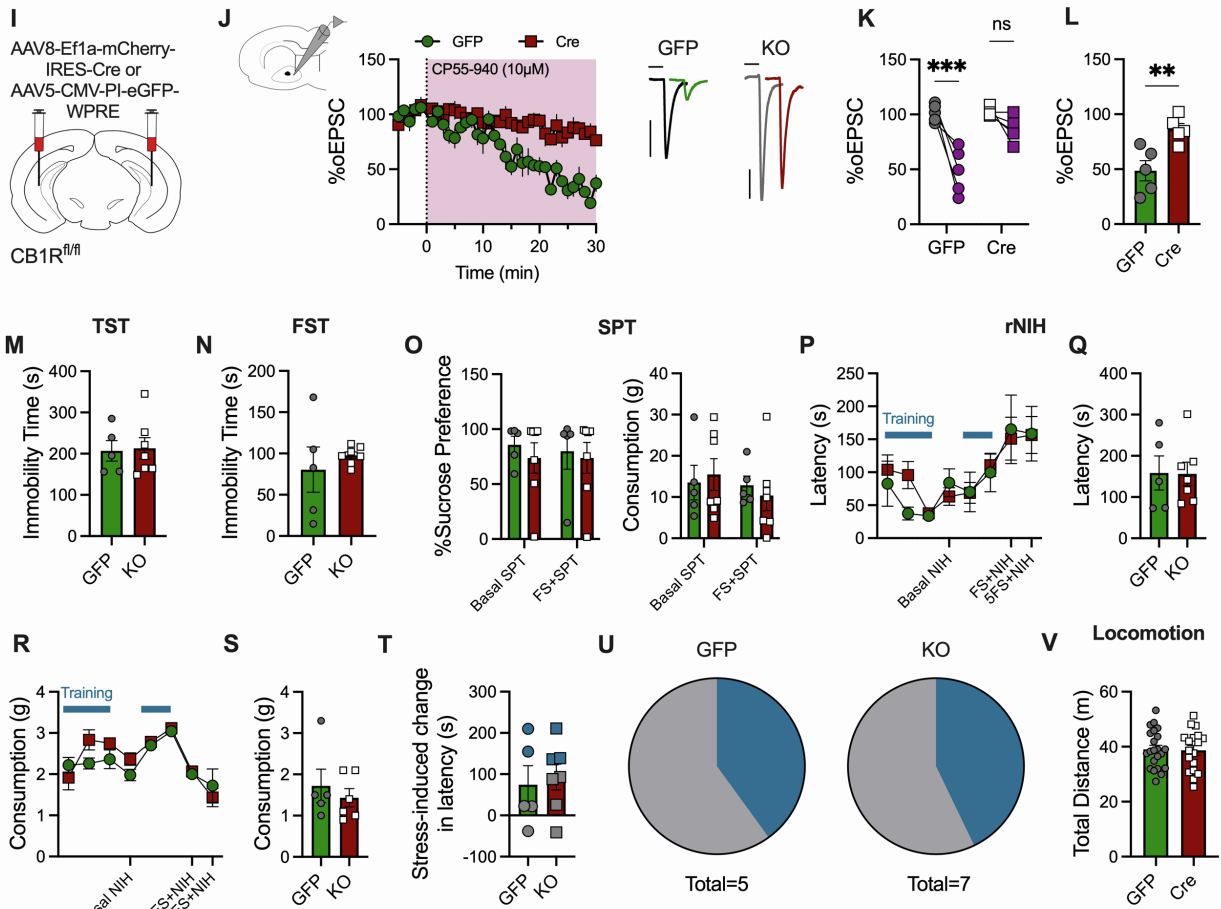 I
AAV8-Ef1a-mCherry-
IRES-Cre or
AAV5-CMV-PI-eGFP-
WPRE
CB1Rfl/fl
J
GFP
Cre
CP55-940 (10μM)
%oEPSC
150
100
50
0
0
10
20
30
Time (min)
GFP
KO
K
ns
***
%oEPSC
150
100
50
0
GFP
Cre
L
**
%oEPSC
150
100
50
0
GFP
Cre
TST
M
Immobility Time (s)
400
300
200
100
0
GFP
KO
FST
N
Immobility Time (s)
200
150
100
50
0
GFP
KO
SPT
O
%Sucrose Preference
150
100
50
0
Basal SPT
FS+SPT
Consumption (g)
40
30
20
10
0
Basal SPT
FS+SPT
rNIH
P
Latency (s)
250
200
150
100
50
0
Training
Basal NIH
FS+NIH
5FS+NIH
Q
Latency (s)
400
300
200
100
0
GFP
KO
R
Consumption (g)
4
3
2
1
0
Training
NIH
FS+NIH
S
Consumption (g)
4
3
2
1
0
GFP
KO
T
Stress-induced change
in latency (s)
300
200
100
0
-100
GFP
KO
U
GFP
Total=5
KO
Total=7
Locomotion
V
Total Distance (m)
60
40
20
0
GFP
Cre